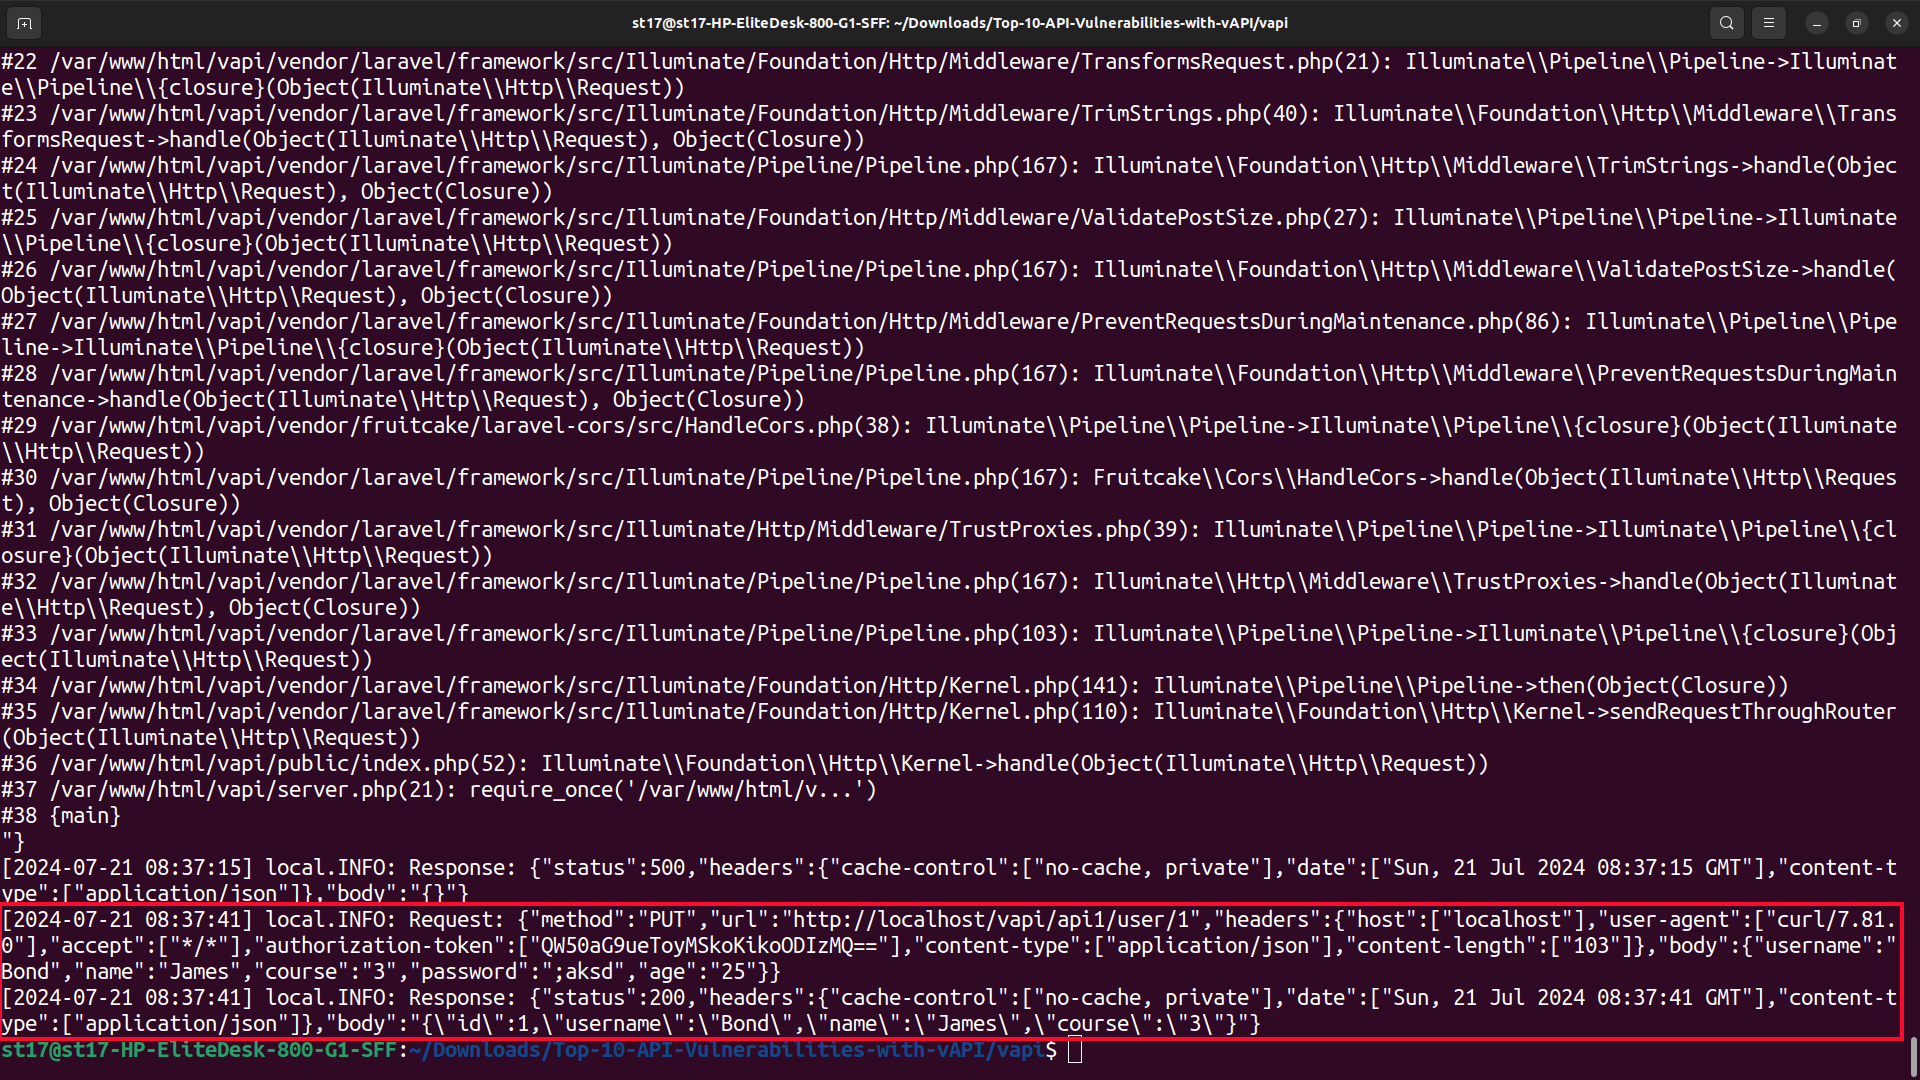 st17@st17-HP-EliteDesk-800-G1-SFF: ~/Downloads/Top-10-API-Vulnerabilities-with-vAPI/vapi
#22 /var/www/html/vapi/vendor/laravel/framework/src/Illuminate/Foundation/Http/Middleware/TransformsRequest.php(21): Illuminate\\Pipeline\\Pipeline->Illuminat
e\\Pipeline\\{closure}(Object(Illuminate\\Http\\Request))
#23 /var/www/html/vapi/vendor/laravel/framework/src/Illuminate/Foundation/Http/Middleware/TrimStrings.php(40): Illuminate\\Foundation\\Http\\Middleware\\Trans
formsRequest->handle(Object(Illuminate\\Http\\Request), Object(Closure))
#24 /var/www/html/vapi/vendor/laravel/framework/src/Illuminate/Pipeline/Pipeline.php(167): Illuminate\\Foundation\\Http\\Middleware\\TrimStrings->handle(Objec
t(Illuminate\\Http\\Request), Object(Closure))
#25 /var/www/html/vapi/vendor/laravel/framework/src/Illuminate/Foundation/Http/Middleware/ValidatePostSize.php(27): Illuminate\\Pipeline\\Pipeline->Illuminate
\\Pipeline\\{closure}(Object(Illuminate\\Http\\Request))
#26 /var/www/html/vapi/vendor/laravel/framework/src/Illuminate/Pipeline/Pipeline.php(167): Illuminate\\Foundation\\Http\\Middleware\\ValidatePostSize->handle(
Object(Illuminate\\Http\\Request), Object(Closure))
#27 /var/www/html/vapi/vendor/laravel/framework/src/Illuminate/Foundation/Http/Middleware/PreventRequestsDuringMaintenance.php(86): Illuminate\\Pipeline\\Pipe
line->Illuminate\\Pipeline\\{closure}(Object(Illuminate\\Http\\Request))
#28 /var/www/html/vapi/vendor/laravel/framework/src/Illuminate/Pipeline/Pipeline.php(167): Illuminate\\Foundation\\Http\\Middleware\\PreventRequestsDuringMain
tenance->handle(Object(Illuminate\\Http\\Request), Object(Closure))
#29 /var/www/html/vapi/vendor/fruitcake/laravel-cors/src/HandleCors.php(38): Illuminate\\Pipeline\\Pipeline->Illuminate\\Pipeline\\{closure}(Object(Illuminate
\\Http\\Request))
#30 /var/www/html/vapi/vendor/laravel/framework/src/Illuminate/Pipeline/Pipeline.php(167): Fruitcake\\Cors\\HandleCors->handle(Object(Illuminate\\Http\\Reques
t), Object(Closure))
#31 /var/www/html/vapi/vendor/laravel/framework/src/Illuminate/Http/Middleware/TrustProxies.php(39): Illuminate\\Pipeline\\Pipeline->Illuminate\\Pipeline\\{cl
osure}(Object(Illuminate\\Http\\Request))
#32 /var/www/html/vapi/vendor/laravel/framework/src/Illuminate/Pipeline/Pipeline.php(167): Illuminate\\Http\\Middleware\\TrustProxies->handle(Object(Illuminat
e\\Http\\Request), Object(Closure))
#33 /var/www/html/vapi/vendor/laravel/framework/src/Illuminate/Pipeline/Pipeline.php(103): Illuminate\\Pipeline\\Pipeline->Illuminate\\Pipeline\\{closure}(Obj
ect(Illuminate\\Http\\Request))
#34 /var/www/html/vapi/vendor/laravel/framework/src/Illuminate/Foundation/Http/Kernel.php(141): Illuminate\\Pipeline\\Pipeline->then(Object(Closure))
#35 /var/www/html/vapi/vendor/laravel/framework/src/Illuminate/Foundation/Http/Kernel.php(110): Illuminate\\Foundation\\Http\\Kernel->sendRequestThroughRouter
(Object(Illuminate\\Http\\Request))
#36 /var/www/html/vapi/public/index.php(52): Illuminate\\Foundation\\Http\\Kernel->handle(Object(Illuminate\\Http\\Request))
#37 /var/www/html/vapi/server.php(21): require_once('/var/www/html/v...')
#38 {main}
"}
[2024-07-21 08:37:15] local.INFO: Response: {"status":500,"headers":{"cache-control":["no-cache, private"],"date":["Sun, 21 Jul 2024 08:37:15 GMT"],"content-t
ype":["application/json"]},"body":"{}"}
[2024-07-21 08:37:41] local.INFO: Request: {"method":"PUT","url":"http://localhost/vapi/api1/user/1","headers":{"host":["localhost"],"user-agent":["curl/7.81.
0"],"accept":["*/*"],"authorization-token":["QW50aG9ueToyMSkoKikoODIzMQ=="],"content-type":["application/json"],"content-length":["103"]},"body":{"username":"
Bond","name":"James","course":"3","password":";aksd","age":"25"}}
[2024-07-21 08:37:41] local.INFO: Response: {"status":200,"headers":{"cache-control":["no-cache, private"],"date":["Sun, 21 Jul 2024 08:37:41 GMT"],"content-t
ype":["application/json"]},"body":"{\"id\":1,\"username\":\"Bond\",\"name\":\"James\",\"course\":\"3\"}"}
st17@st17-HP-EliteDesk-800-G1-SFF:~/Downloads/Top-10-API-Vulnerabilities-with-vAPI/vapi$